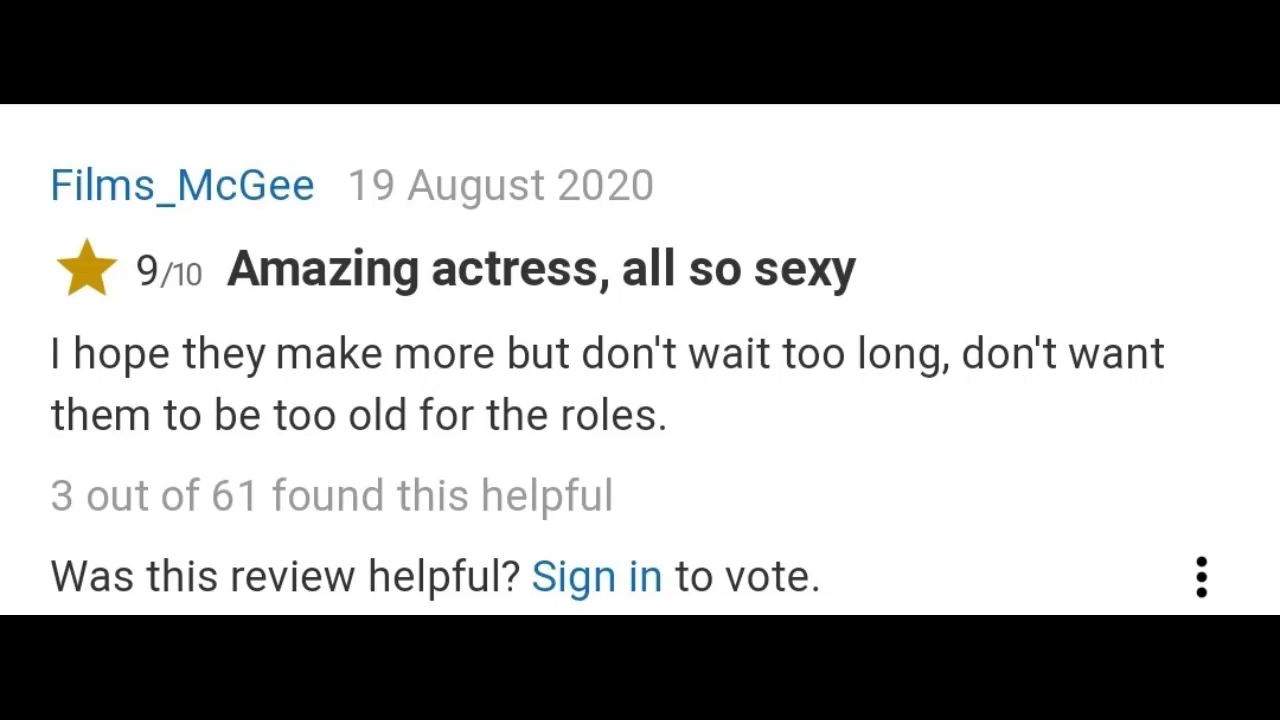 Films_McGee 19 August 2020
9/10 Amazing actress, all so sexy
I hope they make more but don't wait too long, don't want
them to be too old for the roles.
3 out of 61 found this helpful
Was this review helpful? Sign in to vote.